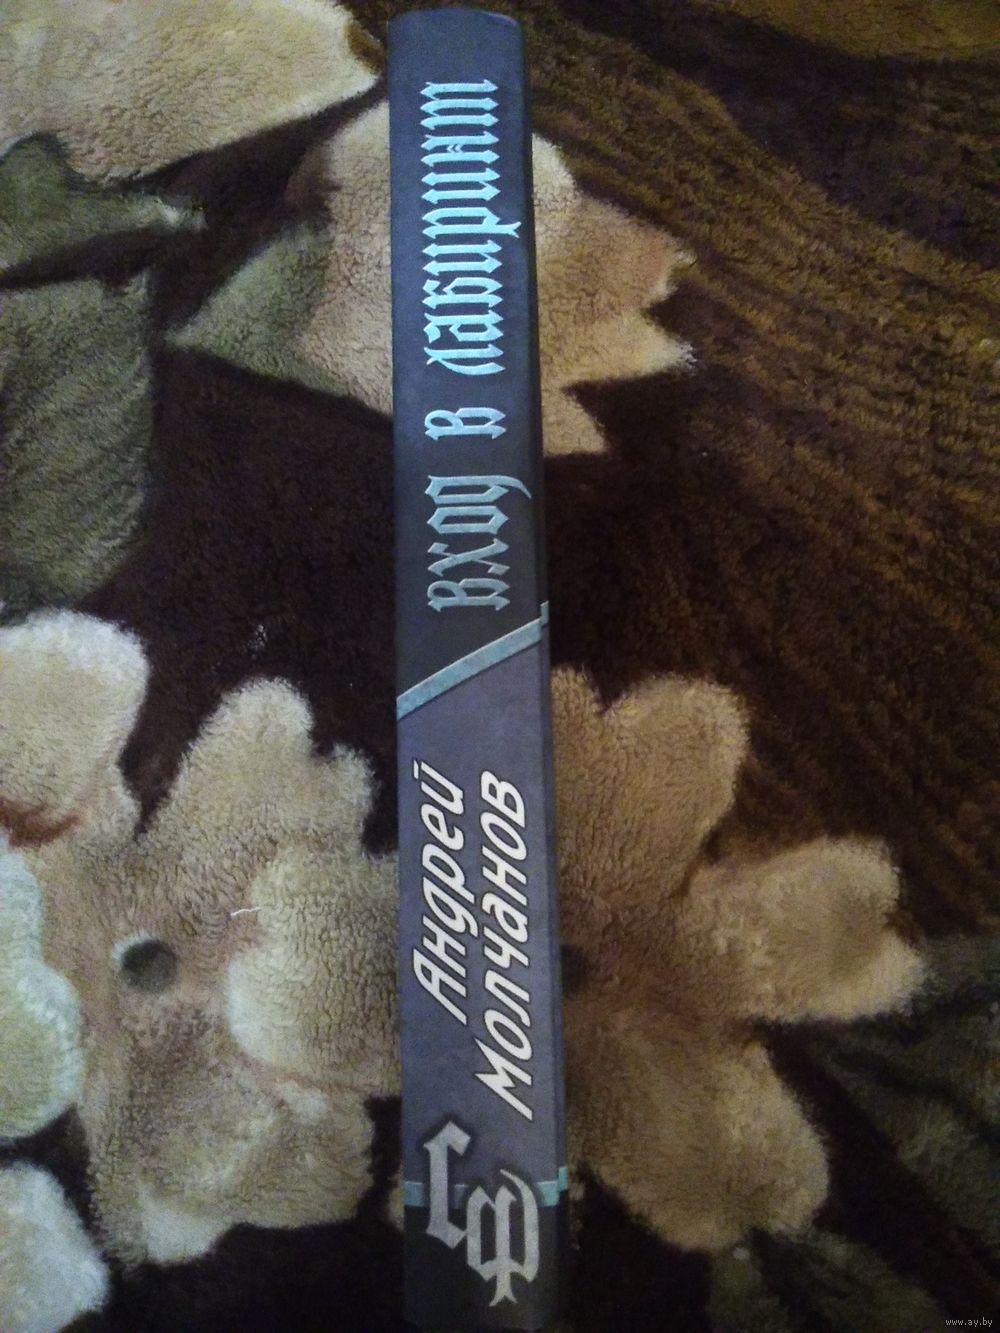 Вход в лабиринт
Андрей
Молчанов
СФ
www.ay.by